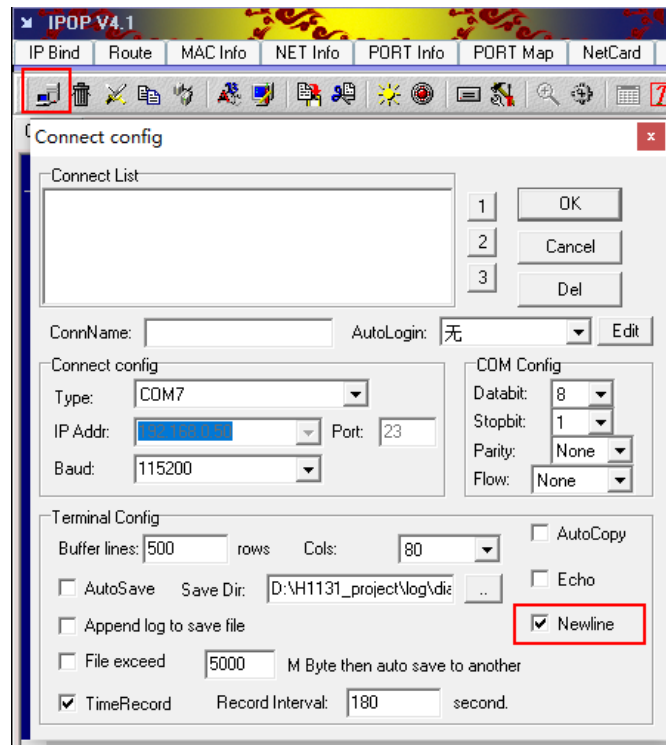 IPOP V4.1
IP Bind Route MAC Info NET Info PORT Info PORT Map NetCard
Connect config
x
Connect List
1 OK
2 Cancel
3 Del
ConnName: AutoLogin: 无 Edit
Connect config COM Config
Type: COM7 Databit: 8
IP Addr: 192.168.0.50 Port: 23 Stopbit: 1
Baud: 115200 Parity: None
Flow: None
Terminal Config
Buffer lines: 500 rows Cols: 80 AutoCopy
AutoSave Save Dir: D:\H1131_project\log\dia .. Echo
Append log to save file Newline
File exceed 5000 M Byte then auto save to another
TimeRecord Record Interval: 180 second.